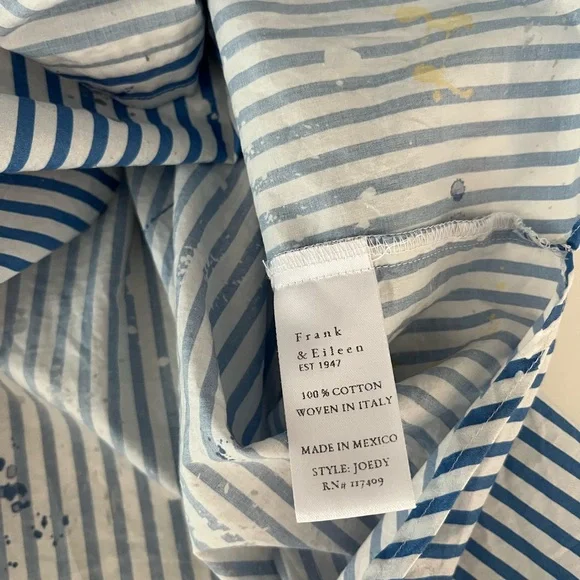 Frank
& Eileen
EST 1947
100% COTTON
WOVEN IN ITALY
MADE IN MEXICO
STYLE: JOEDY
RN# 117409